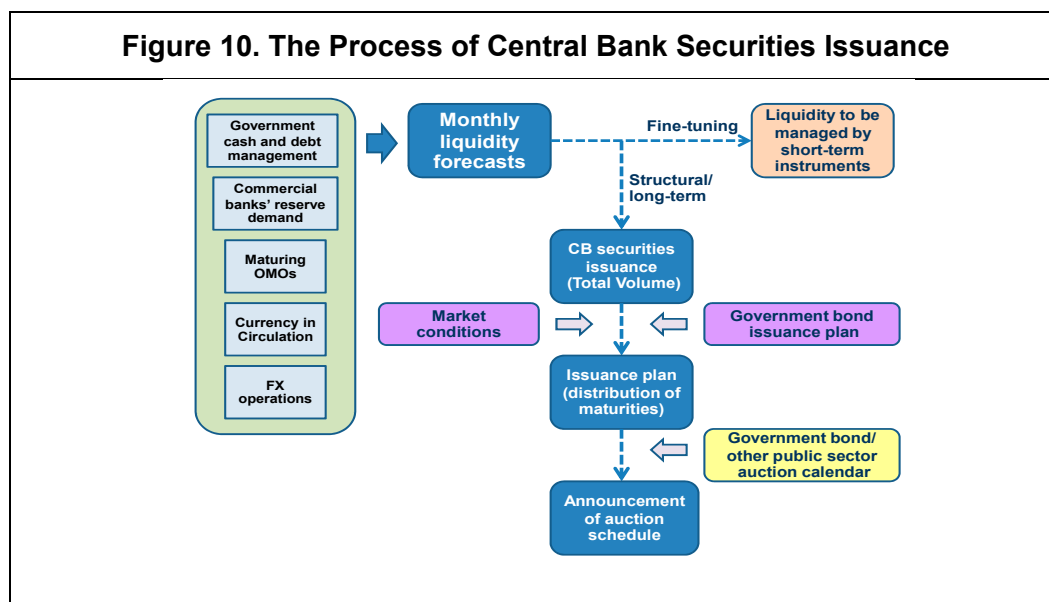 Figure 10. The Process of Central Bank Securities Issuance
Government
cash and debt
management
Commercial
banks' reserve
demand
Maturing
OMOs
Currency in
Circulation
FX
operations
Monthly
liquidity
forecasts
Fine-tuning
Liquidity to be
managed by
short-term
instruments
Structural/
long-term
CB securities
issuance
(Total Volume)
Market
conditions
Government bond
issuance plan
Issuance plan
(distribution of
maturities)
Government bond/
other public sector
auction calendar
Announcement
of auction
schedule